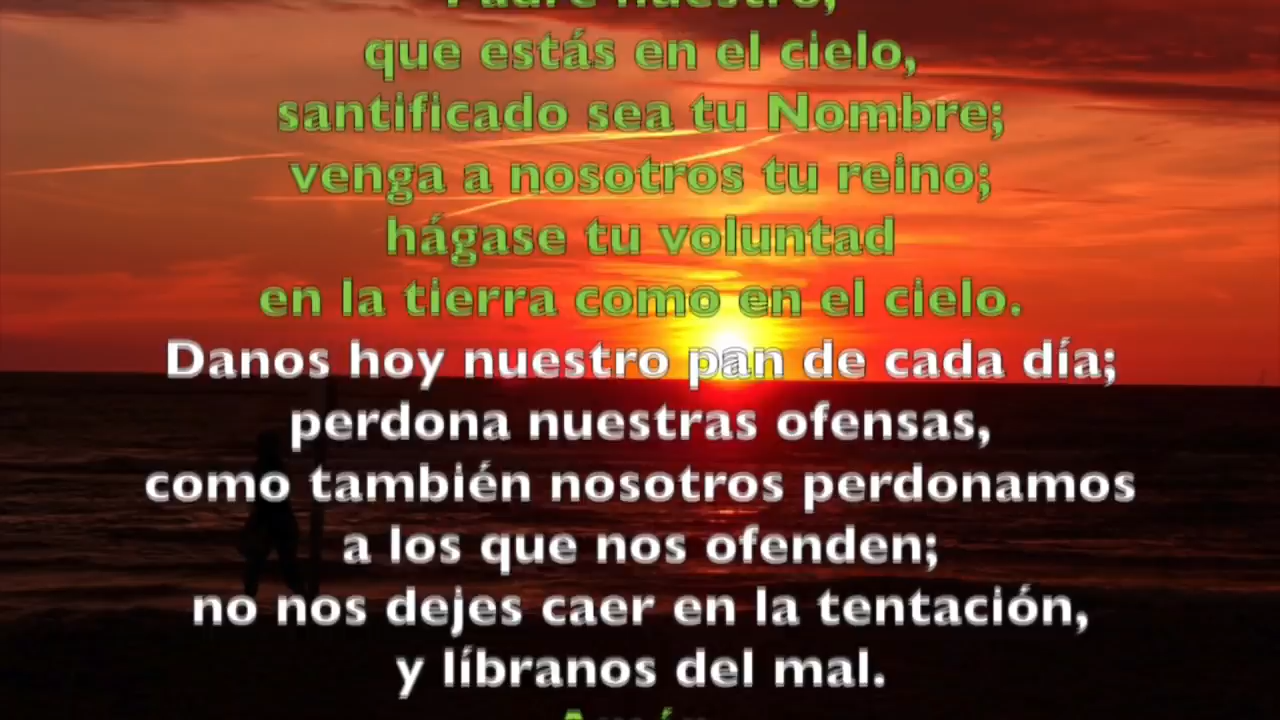 Padre nuestro,
que estás en el cielo,
santificado sea tu Nombre;
venga a nosotros tu reino;
hágase tu voluntad
en la tierra como en el cielo.
Danos hoy nuestro pan de cada día;
perdona nuestras ofensas,
como también nosotros perdonamos
a los que nos ofenden;
no nos dejes caer en la tentación,
y líbranos del mal.